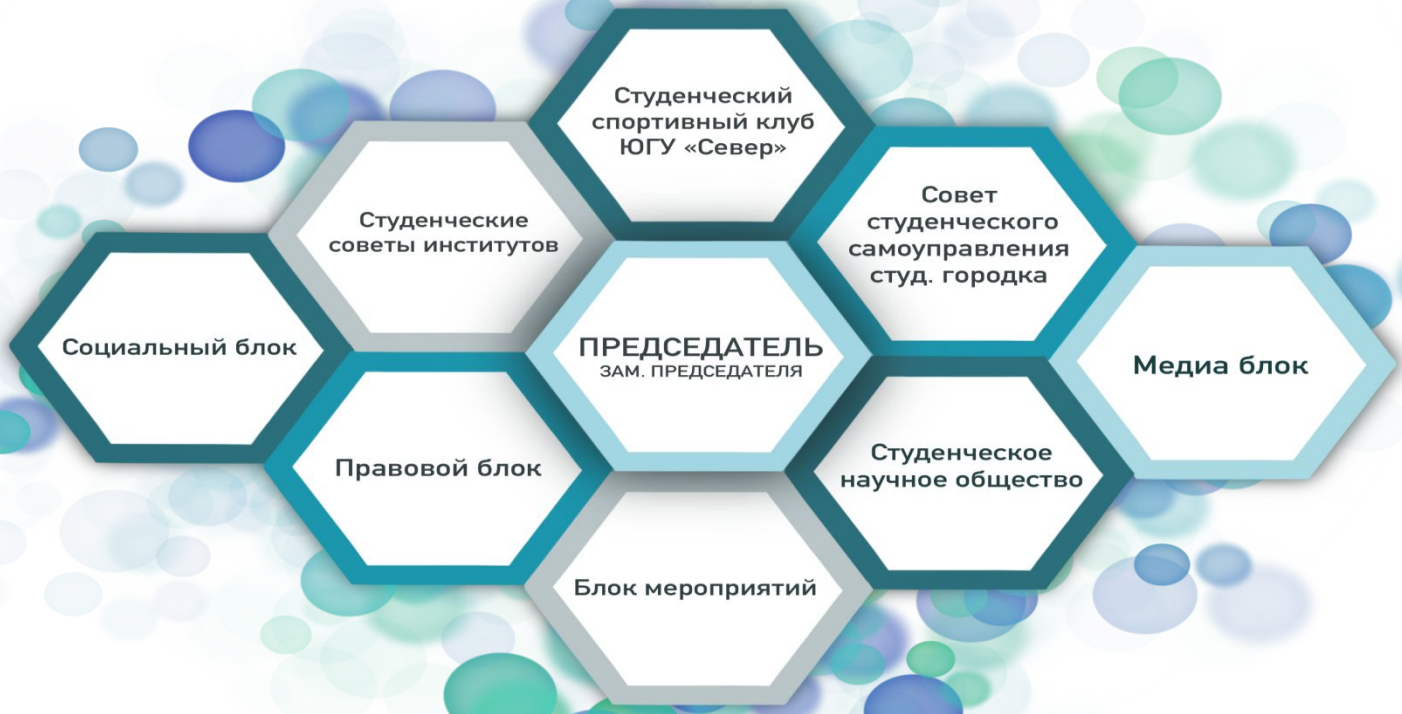 Студенческий
спортивный клуб
ЮГУ «Север»
Студенческие
советы институтов
Совет
студенческого
самоуправления
студ. городка
Социальный блок
ПРЕДСЕДАТЕЛЬ
ЗАМ. ПРЕДСЕДАТЕЛЯ
Медиа блок
Правовой блок
Студенческое
научное общество
Блок мероприятий